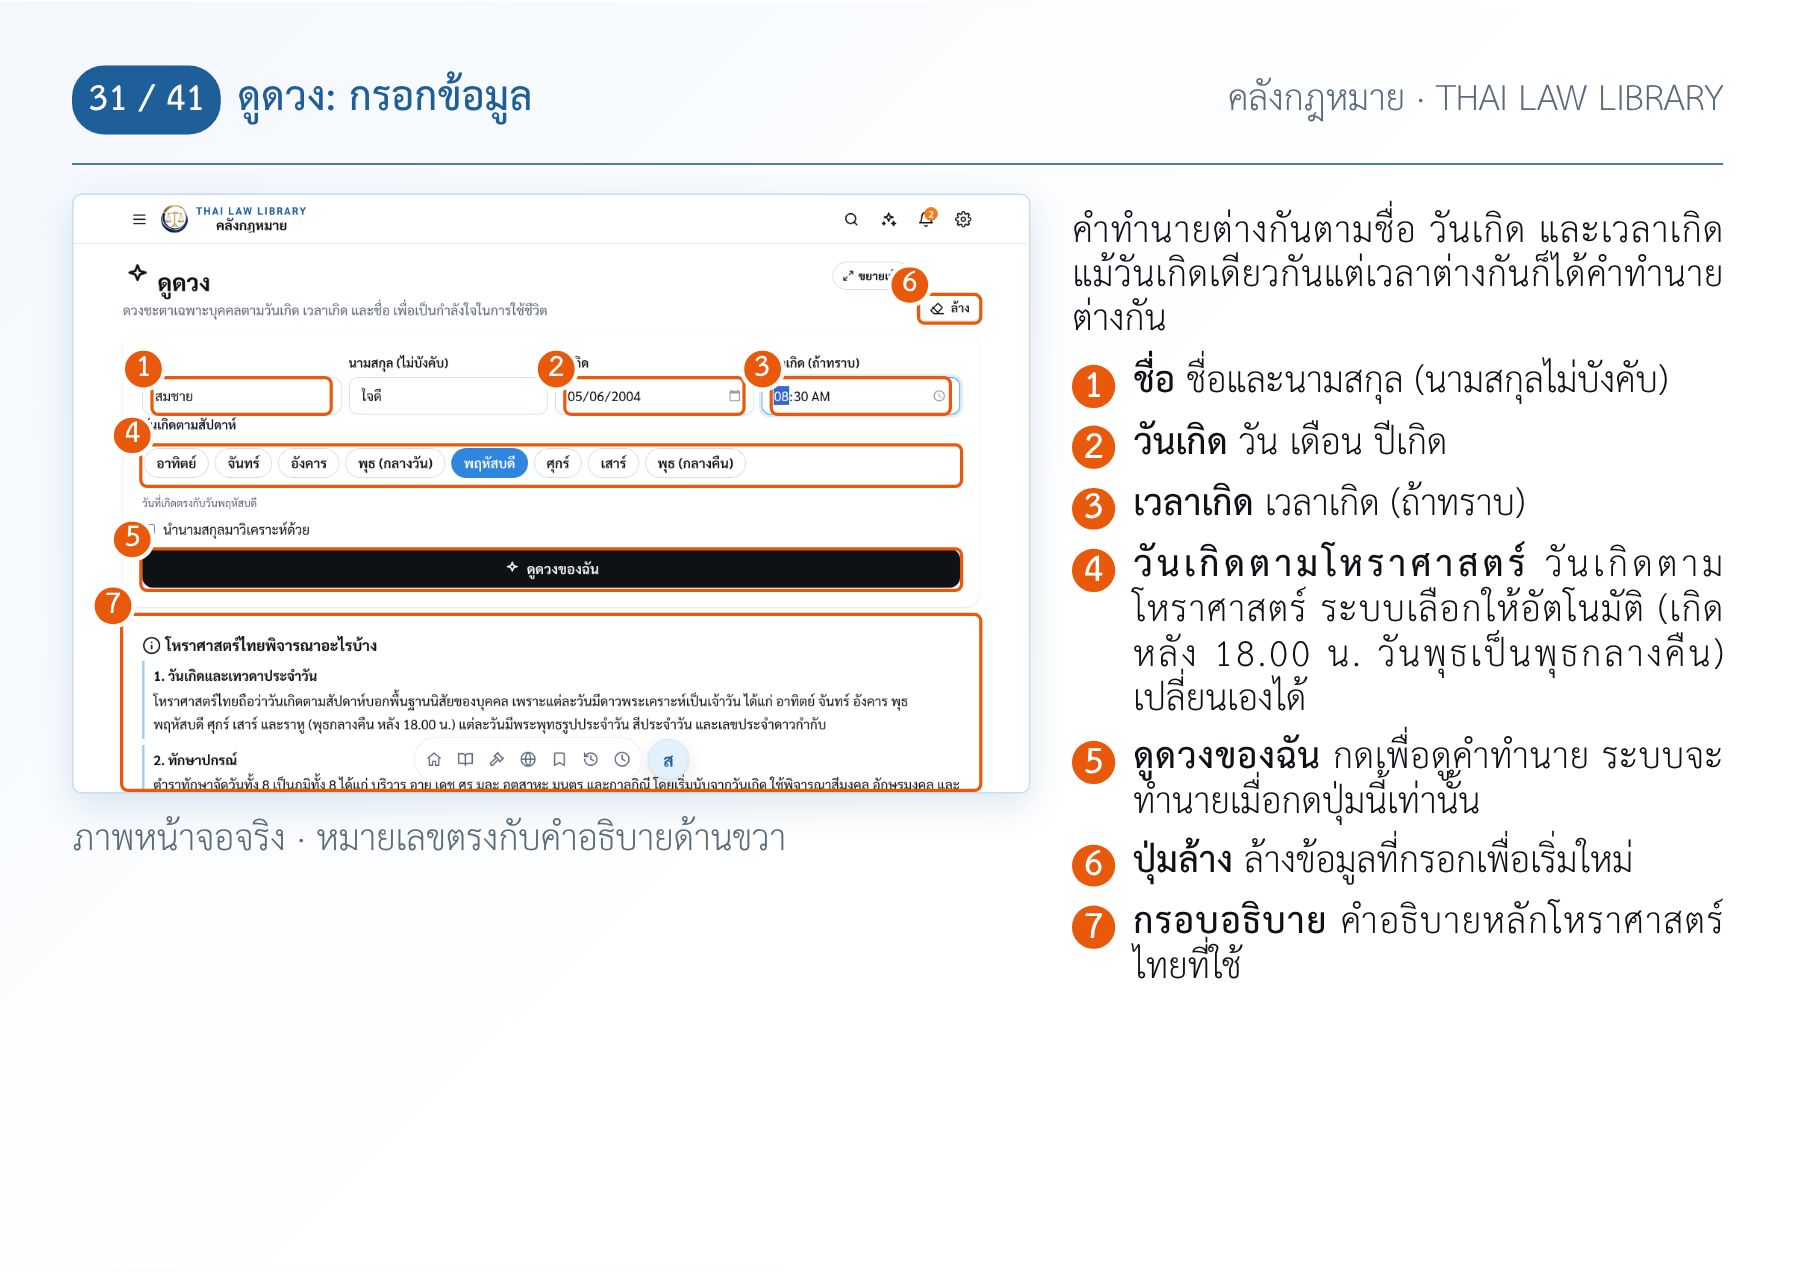 31 / 41 ดูดวง: กรอกข้อมูล
คลังกฎหมาย · THAI LAW LIBRARY
THAI LAW LIBRARY
คลังกฎหมาย
2
ดูดวง
ดวงชะตาเฉพาะบุคคลตามวันเกิด เวลาเกิด และชื่อ เพื่อเป็นกำลังใจในการใช้ชีวิต
6
ล้าง
1
นามสกุล (ไม่บังคับ)
2
3
เกิด (ถ้าทราบ)
สมชาย
ใจดี
05/06/2004
08:30 AM
4
เกิดตามสัปดาห์
อาทิตย์ จันทร์ อังคาร พุธ (กลางวัน) พฤหัสบดี ศุกร์ เสาร์ พุธ (กลางคืน)
วันที่เกิดตรงกับวันพฤหัสบดี
5
นำนามสกุลมาวิเคราะห์ด้วย
ดูดวงของฉัน
7
โหราศาสตร์ไทยพิจารณาอะไรบ้าง
1. วันเกิดและเทวดาประจำวัน
โหราศาสตร์ไทยถือว่าวันเกิดตามสัปดาห์บอกพื้นฐานนิสัยของบุคคล เพราะแต่ละวันมีดาวพระเคราะห์เป็นเจ้าวัน ได้แก่ อาทิตย์ จันทร์ อังคาร พุธ
พฤหัสบดี ศุกร์ เสาร์ และราหู (พุธกลางคืน หลัง 18.00 น.) แต่ละวันมีพระพุทธรูปประจำวัน สีประจำวัน และเลขประจำดาวกำกับ
2. ทักษาปกรณ์
ส
ภาพหน้าจอจริง · หมายเลขตรงกับคำอธิบายด้านขวา
คำทำนายต่างกันตามชื่อ วันเกิด และเวลาเกิด
แม้วันเกิดเดียวกันแต่เวลาต่างกันก็ได้คำทำนาย
ต่างกัน
1 ชื่อ ชื่อและนามสกุล (นามสกุลไม่บังคับ)
2 วันเกิด วัน เดือน ปีเกิด
3 เวลาเกิด เวลาเกิด (ถ้าทราบ)
4 วันเกิดตามโหราศาสตร์ วันเกิดตาม
โหราศาสตร์ ระบบเลือกให้อัตโนมัติ (เกิด
หลัง 18.00 น. วันพุธเป็นพุธกลางคืน)
เปลี่ยนเองได้
5 ดูดวงของฉัน กดเพื่อดูคำทำนาย ระบบจะ
ทำนายเมื่อกดปุ่มนี้เท่านั้น
6 ปุ่มล้าง ล้างข้อมูลที่กรอกเพื่อเริ่มใหม่
7 กรอบอธิบาย คำอธิบายหลักโหราศาสตร์
ไทยที่ใช้